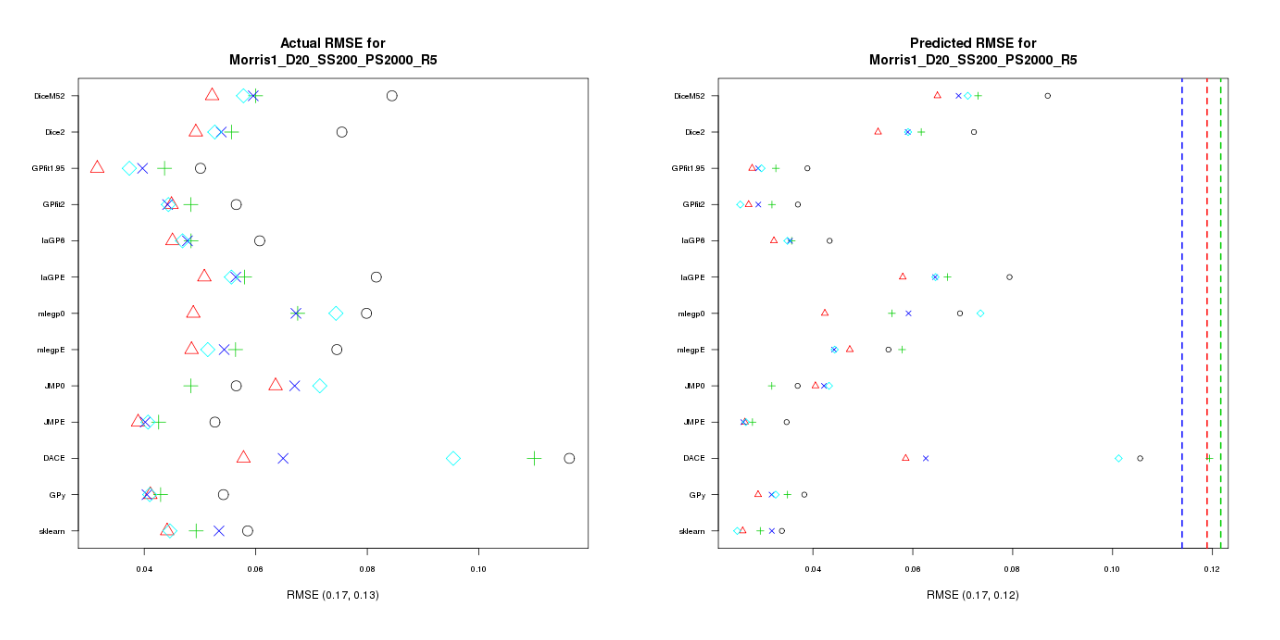 Actual RMSE for
Morris1_D20_SS200_PS2000_R5
DiceM52
Dice2
GPfit1.95
GPfit2
laGP6
laGPE
mlegp0
mlegpE
JMP0
JMPE
DACE
GPy
sklearn
0.04 0.06 0.08 0.10
RMSE (0.17, 0.13)
Predicted RMSE for
Morris1_D20_SS200_PS2000_R5
DiceM52
Dice2
GPfit1.95
GPfit2
laGP6
laGPE
mlegp0
mlegpE
JMP0
JMPE
DACE
GPy
sklearn
0.04 0.06 0.08 0.10 0.12
RMSE (0.17, 0.12)